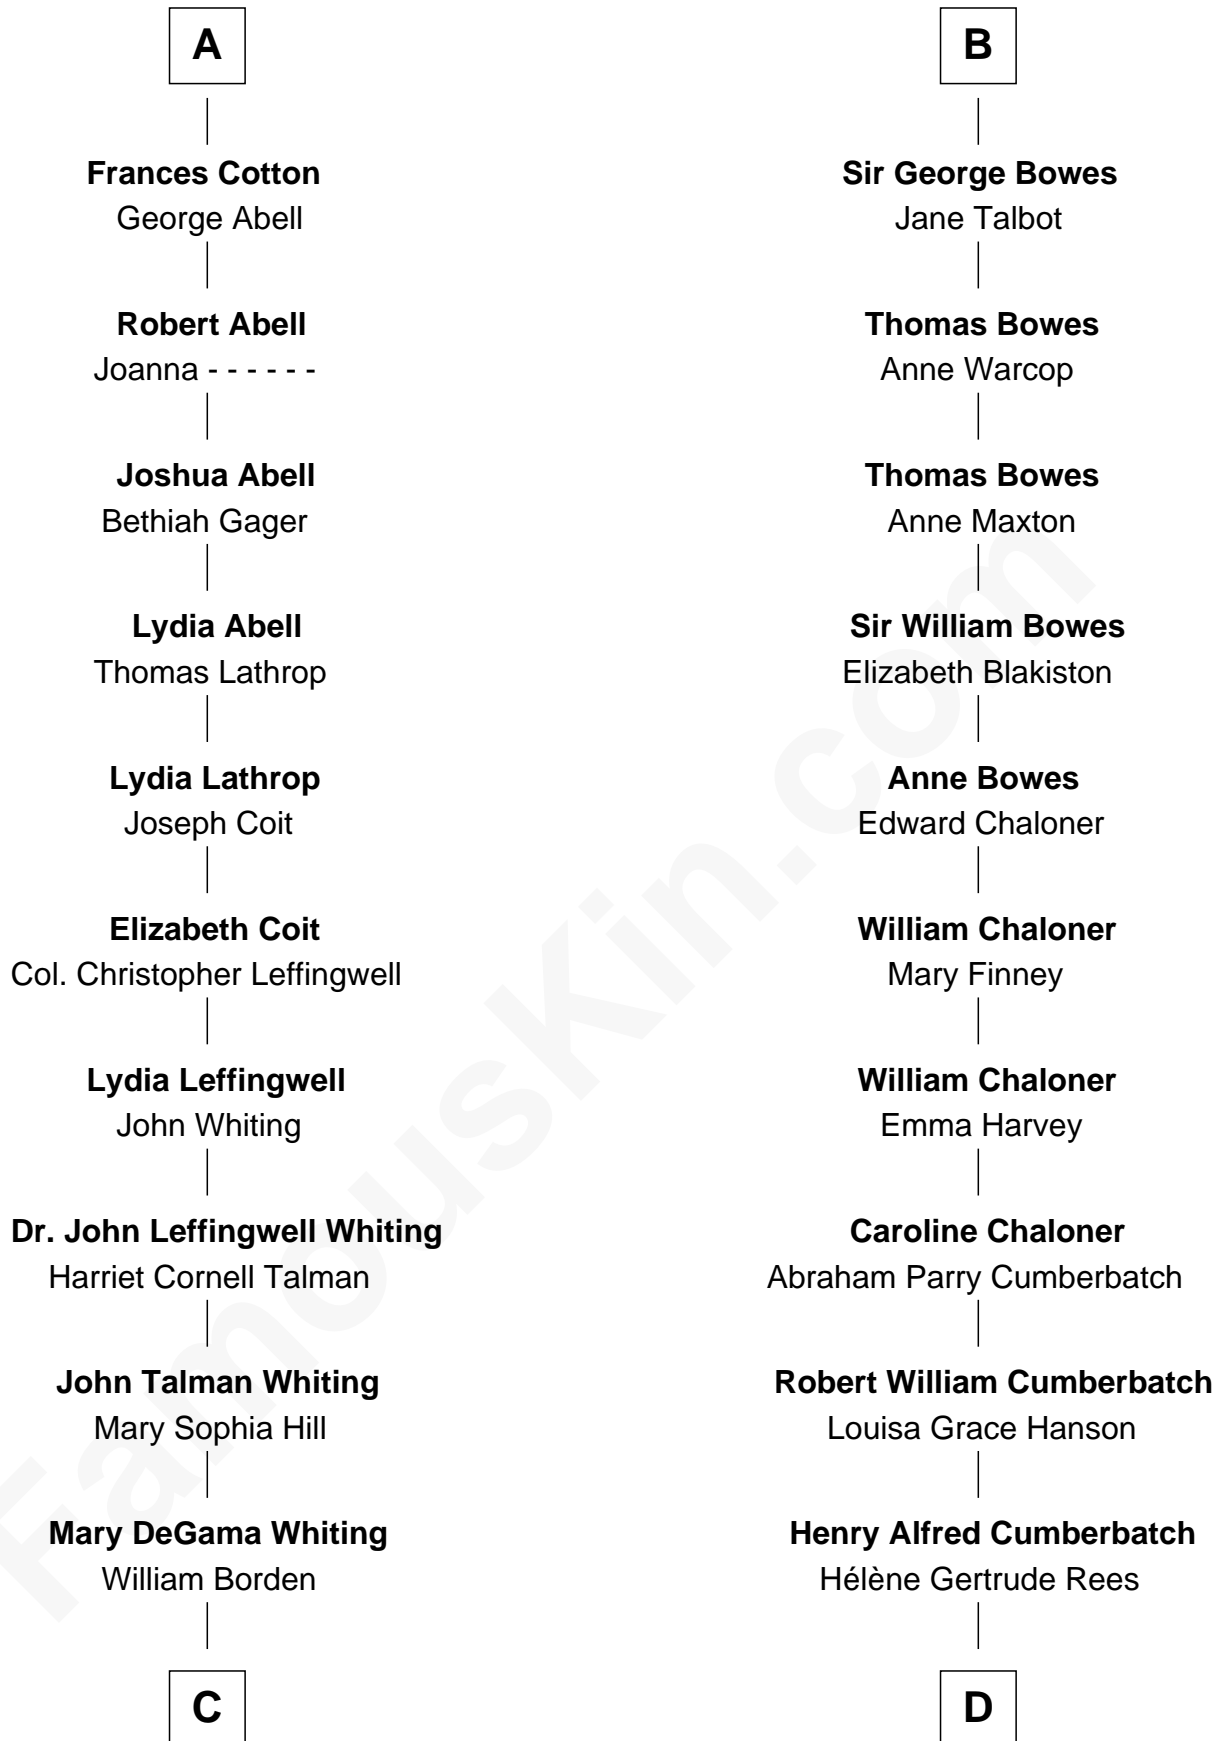 A
Frances Cotton
George Abell
Robert Abell
Joanna - - - - - -
Joshua Abell
Bethiah Gager
Lydia Abell
Thomas Lathrop
Lydia Lathrop
Joseph Coit
Elizabeth Coit
Col. Christopher Leffingwell
Lydia Leffingwell
John Whiting
Dr. John Leffingwell Whiting
Harriet Cornell Talman
John Talman Whiting
Mary Sophia Hill
Mary DeGama Whiting
William Borden
C
B
Sir George Bowes
Jane Talbot
Thomas Bowes
Anne Warcop
Thomas Bowes
Anne Maxton
Sir William Bowes
Elizabeth Blakiston
Anne Bowes
Edward Chaloner
William Chaloner
Mary Finney
William Chaloner
Emma Harvey
Caroline Chaloner
Abraham Parry Cumberbatch
Robert William Cumberbatch
Louisa Grace Hanson
Henry Alfred Cumberbatch
Hélène Gertrude Rees
D
FamousKin.com